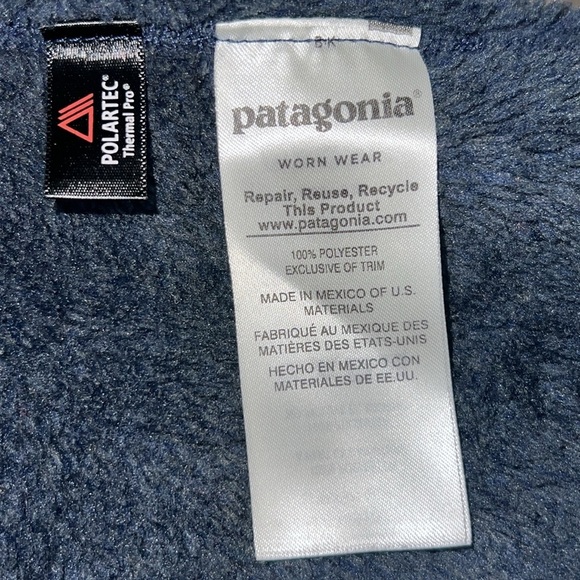 POLARTEC®
Thermal Pro®
patagonia®
WORN WEAR
Repair, Reuse, Recycle
This Product
www.patagonia.com
100% POLYESTER
EXCLUSIVE OF TRIM
MADE IN MEXICO OF U.S.
MATERIALS
FABRIQUÉ AU MEXIQUE DES
MATIÈRES DES ETATS-UNIS
HECHO EN MEXICO CON
MATERIALES DE EE.UU.